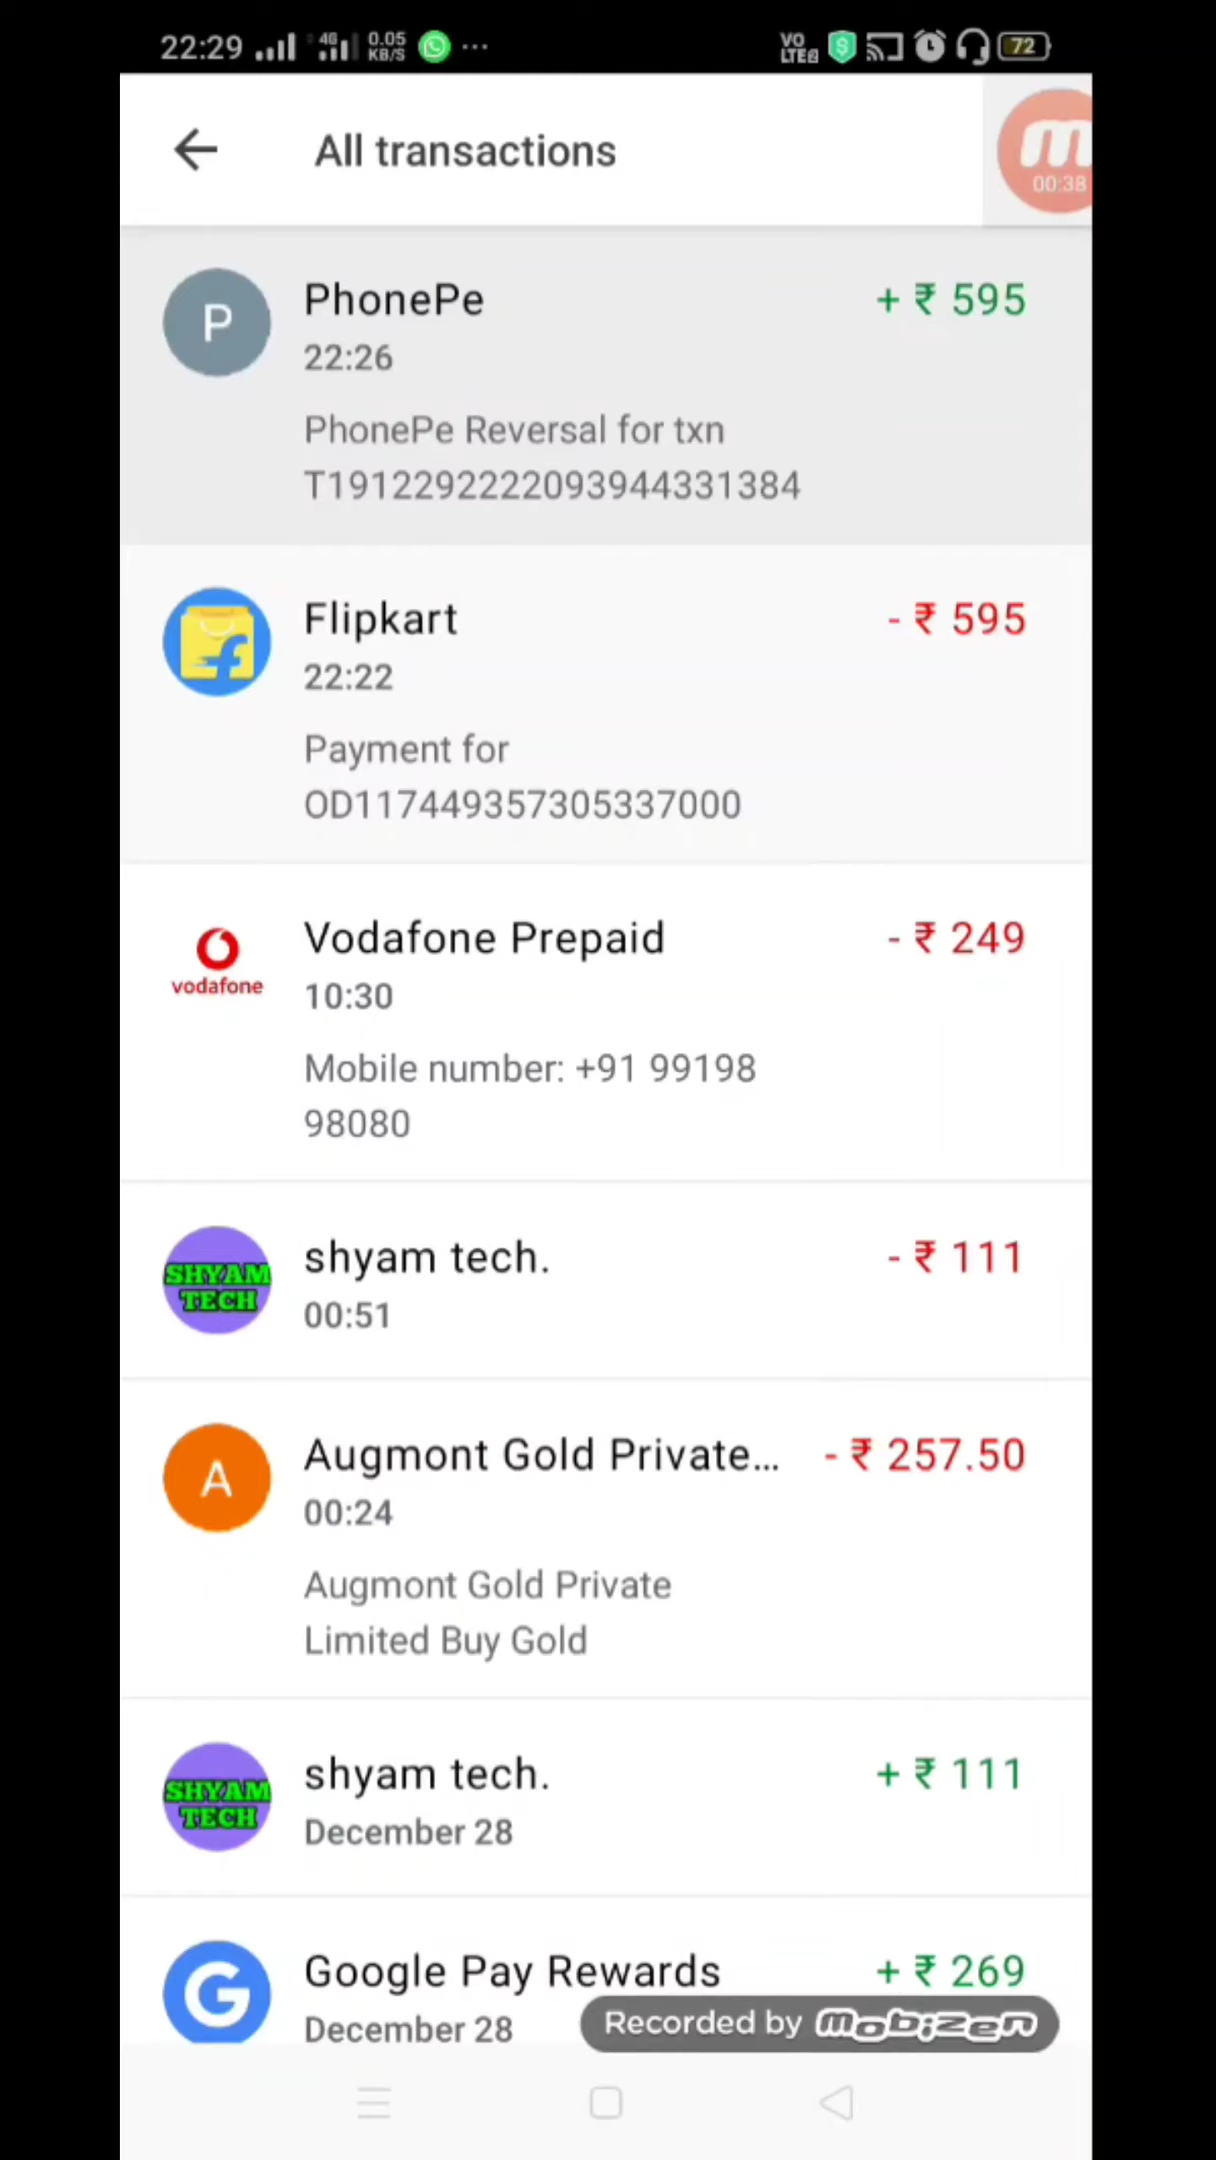 22:29 4G 0.05 KB/S ... VO LTE2 72
All transactions
m
00:38
P
PhonePe + ₹ 595
22:26
PhonePe Reversal for txn
T1912292222093944331384
Flipkart - ₹ 595
22:22
Payment for
OD117449357305337000
Vodafone Prepaid - ₹ 249
vodafone
10:30
Mobile number: +91 99198
98080
SHYAM
TECH
shyam tech. - ₹ 111
00:51
A
Augmont Gold Private... - ₹ 257.50
00:24
Augmont Gold Private
Limited Buy Gold
SHYAM
TECH
shyam tech. + ₹ 111
December 28
G
Google Pay Rewards + ₹ 269
December 28
Recorded by mobizen